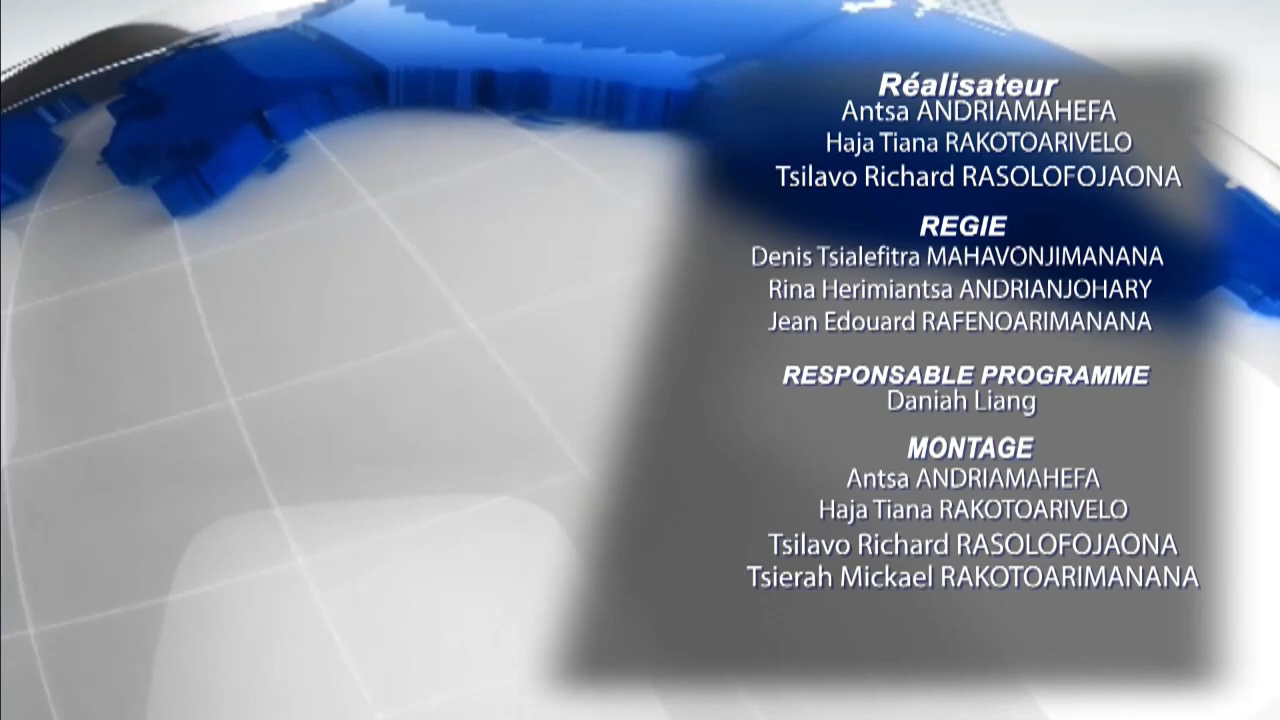 Réalisateur
Antsa ANDRIAMAHEFA
Haja Tiana RAKOTOARIVELO
Tsilavo Richard RASOLOFOJAONA
REGIE
Denis Tsialefitra MAHAVONJIMANANA
Rina Herimiantsa ANDRIANJOHARY
Jean Edouard RAFENOARIMANANA
RESPONSABLE PROGRAMME
Daniah Liang
MONTAGE
Antsa ANDRIAMAHEFA
Haja Tiana RAKOTOARIVELO
Tsilavo Richard RASOLOFOJAONA
Tsierah Mickael RAKOTOARIMANANA